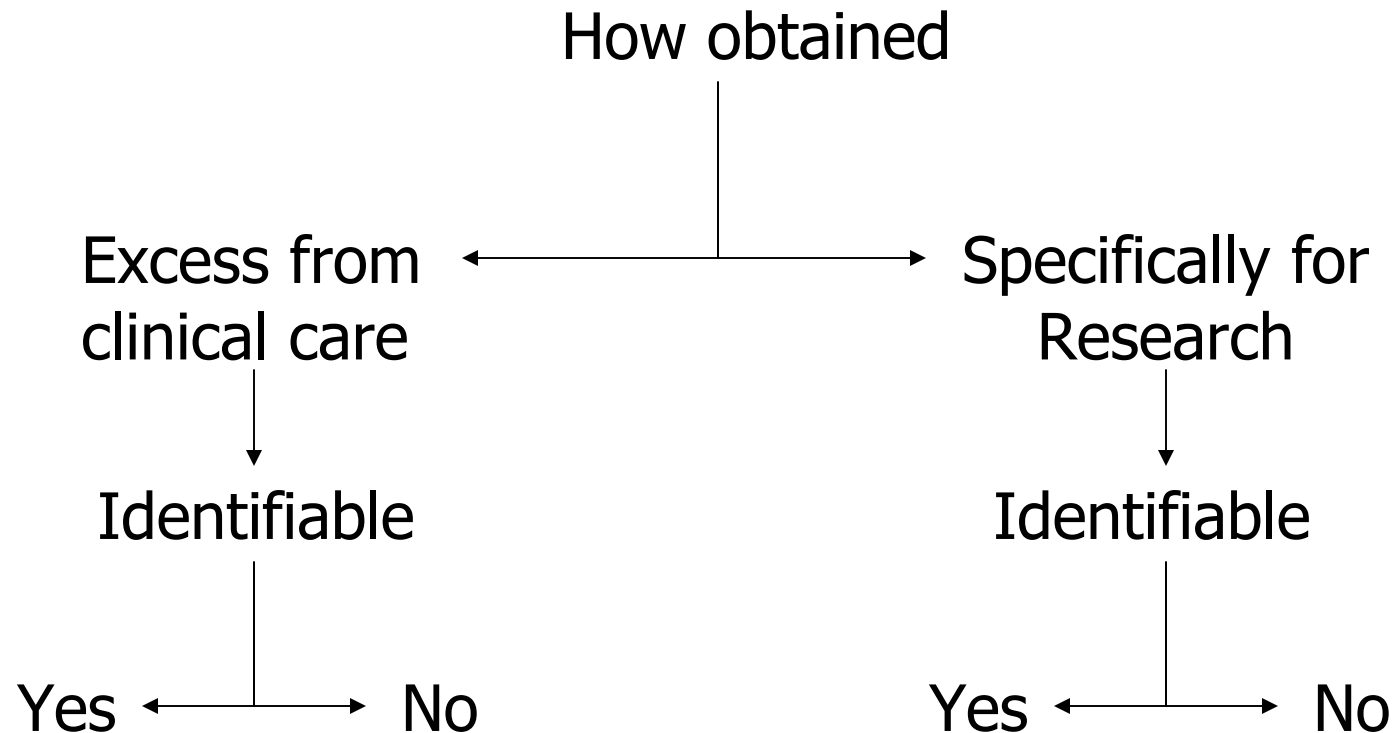 How obtained
Excess from
clinical care
Specifically for
Research
Identifiable
Identifiable
Yes
No
Yes
No